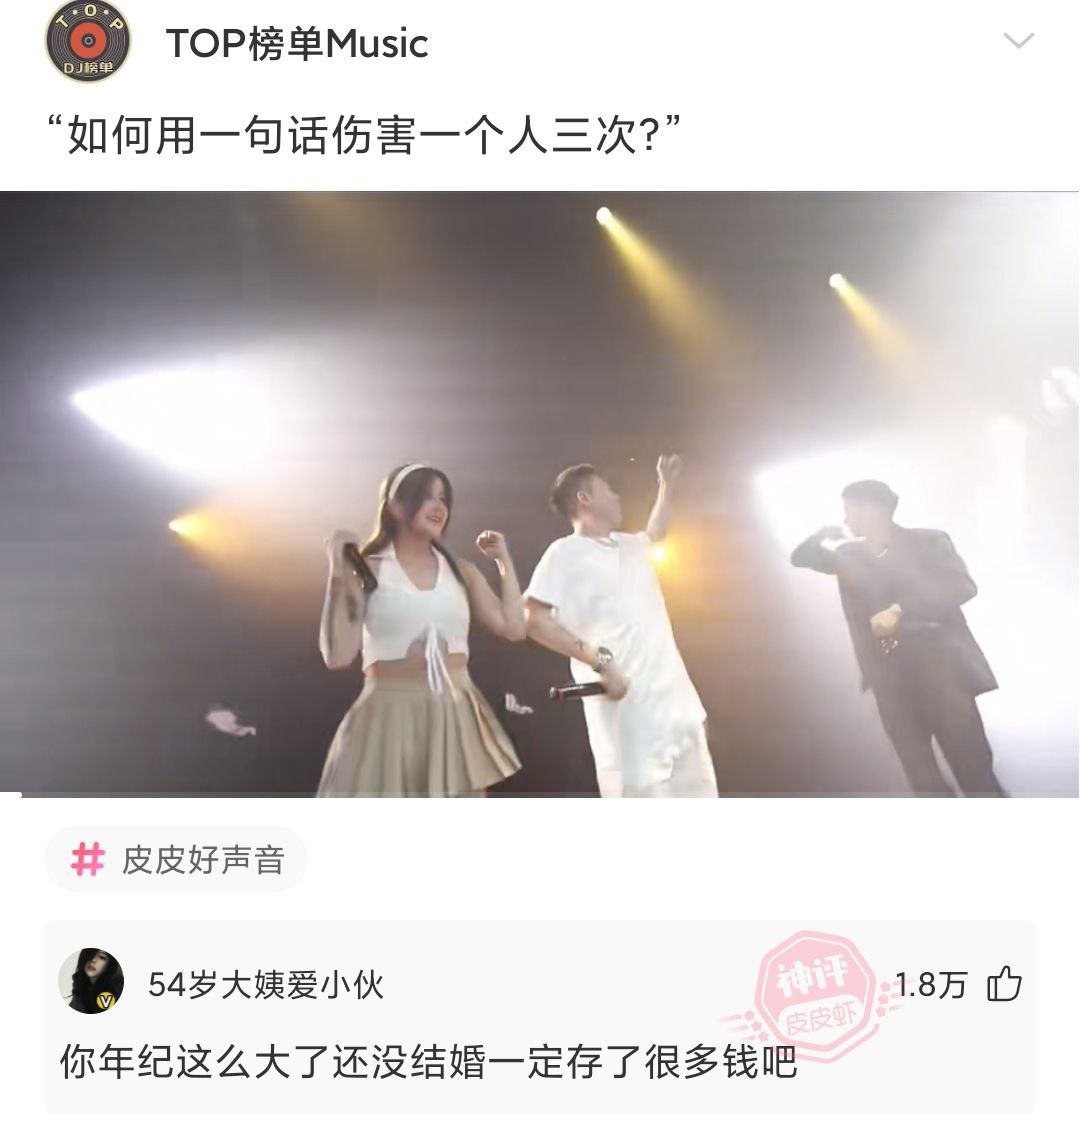 T·O·P
DJ榜单
TOP榜单Music
“如何用一句话伤害一个人三次?”
# 皮皮好声音
54岁大姨爱小伙
V
神评
皮皮虾
1.8万
你年纪这么大了还没结婚一定存了很多钱吧